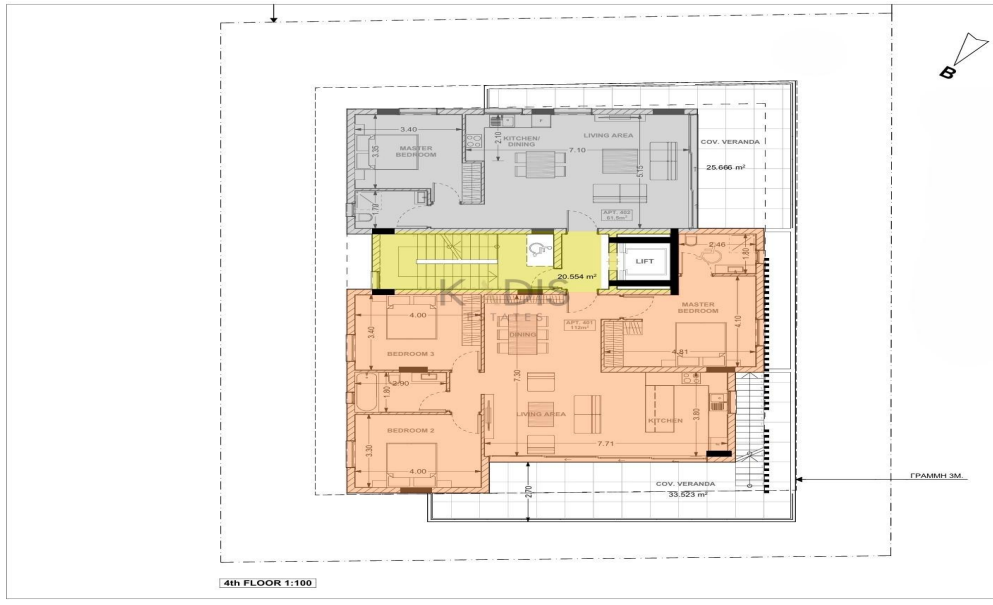 B
3.40
MASTER
BEDROOM
3.35
2.10
KITCHEN/
DINING
LIVING AREA
7.10
5.15
COV. VERANDA
25.666 m²
APT. 402
61.5m²
LIFT
20.554 m²
2.46
1.80
KADIS
ESTATES
4.00
3.40
BEDROOM 3
DINING
APT. 401
112m²
MASTER
BEDROOM
4.10
4.81
2.90
1.80
7.30
LIVING AREA
KITCHEN
3.80
7.71
BEDROOM 2
3.30
4.00
2.70
COV. VERANDA
33.523 m²
ΓΡΑΜΜΗ 3Μ.
4th FLOOR 1:100